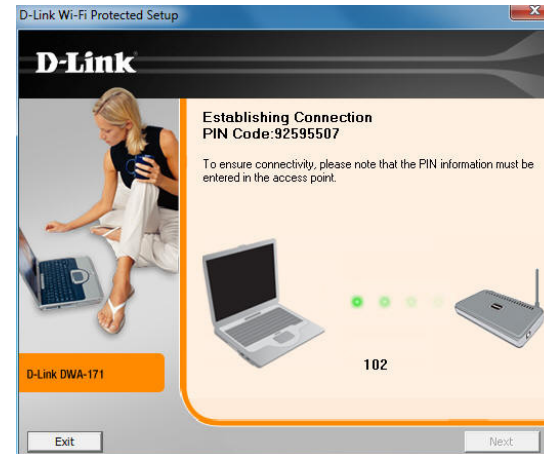 D-Link Wi-Fi Protected Setup
D-Link
Establishing Connection
PIN Code:92595507
To ensure connectivity, please note that the PIN information must be
entered in the access point.
102
D-Link DWA-171
Exit
Next